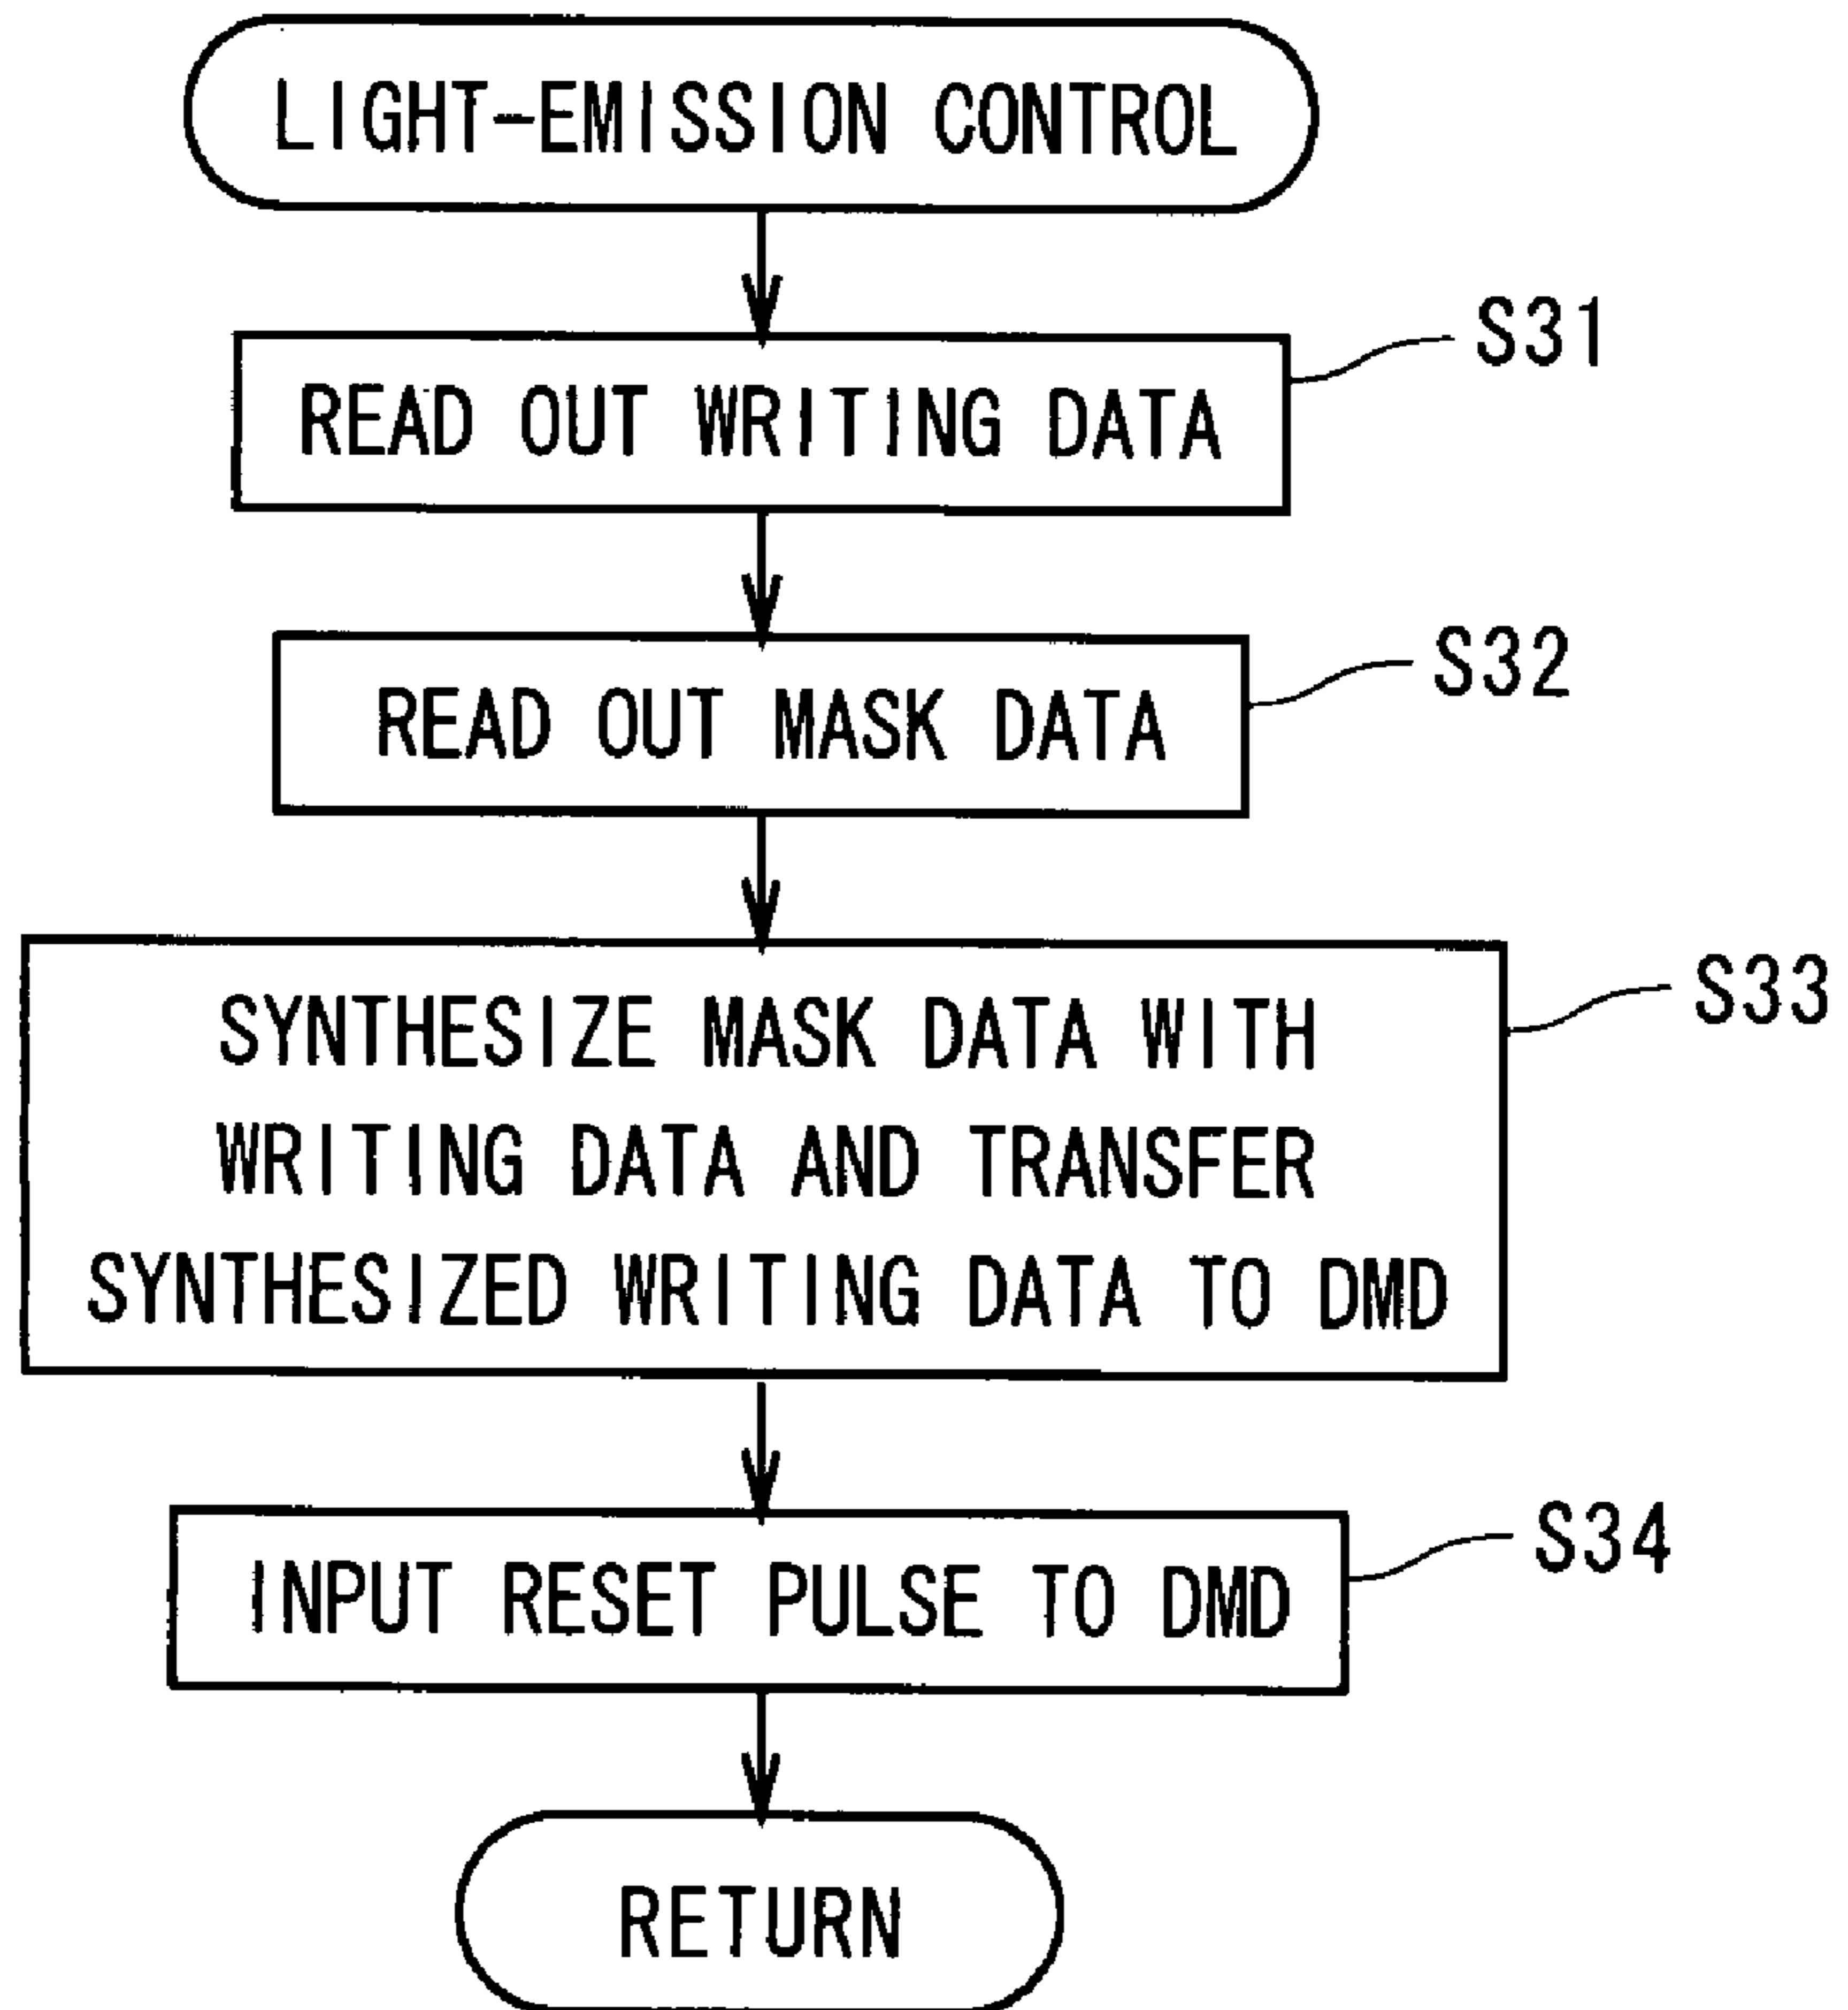 LIGHT-EMISSION CONTROL
S31
READ OUT WRITING DATA
S32
READ OUT MASK DATA
S33
SYNTHESIZE MASK DATA WITH
WRITING DATA AND TRANSFER
SYNTHESIZED WRITING DATA TO DMD
S34
INPUT RESET PULSE TO DMD
RETURN